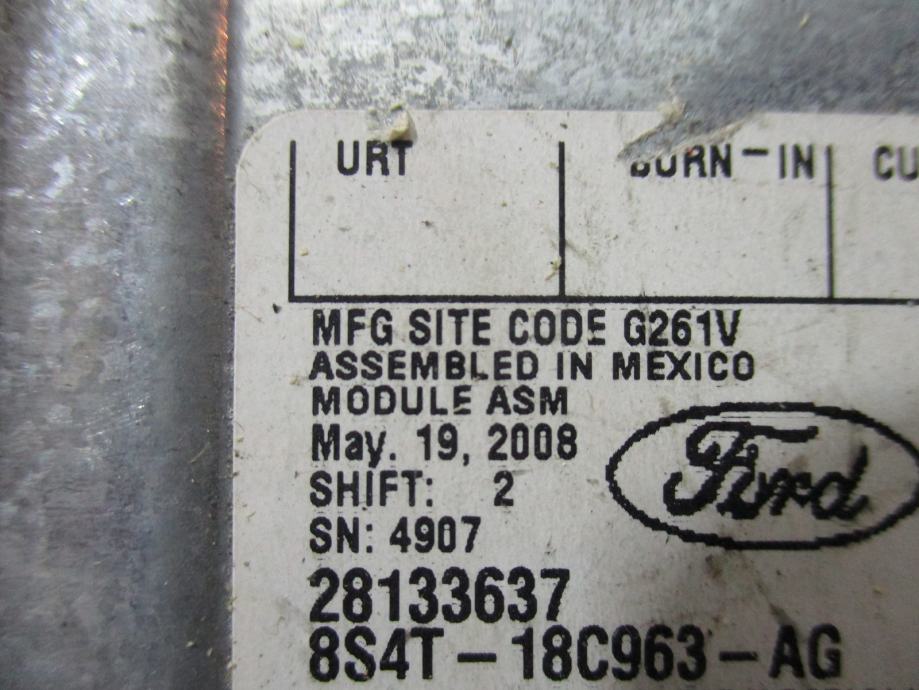 URT BURN-IN CU
MFG SITE CODE G261V
ASSEMBLED IN MEXICO
MODULE ASM
May. 19, 2008
SHIFT: 2
Ford
SN: 4907
28133637
8S4T-18C963-AG